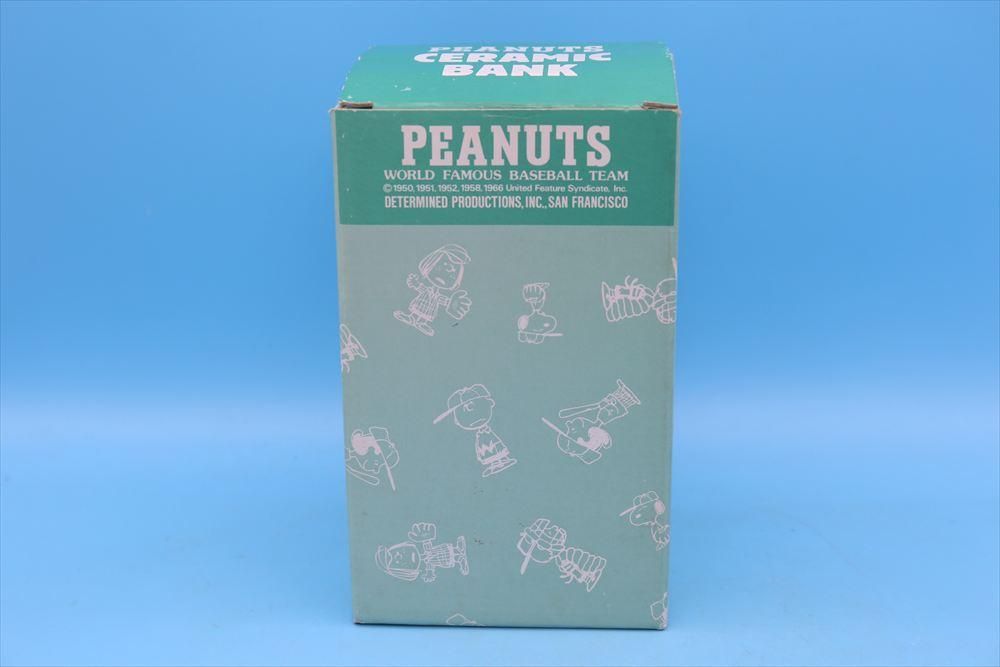 PEANUTS
CERAMIC
BANK
PEANUTS
WORLD FAMOUS BASEBALL TEAM
©1950, 1951, 1952, 1958, 1966 United Feature Syndicate, Inc.
DETERMINED PRODUCTIONS, INC., SAN FRANCISCO